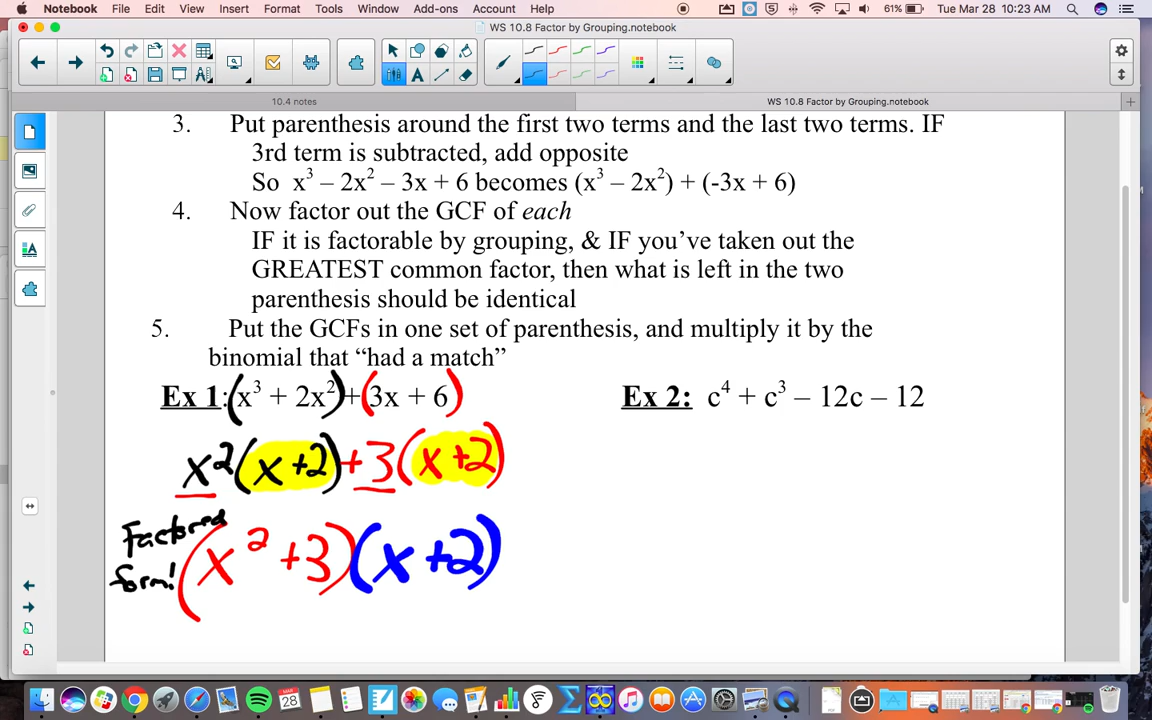 Notebook File Edit View Insert Format Tools Window Add-ons Help 61% Tue Mar 28 10:23 AM
WS 10.8 Factor by Grouping.notebook
10.4 notes WS 10.8 Factor by Grouping.notebook
3. Put parenthesis around the first two terms and the last two terms. IF
3rd term is subtracted, add opposite
So x³ – 2x² – 3x + 6 becomes (x³ – 2x²) + (-3x + 6)
4. Now factor out the GCF of each
IF it is factorable by grouping, & IF you’ve taken out the
GREATEST common factor, then what is left in the two
parenthesis should be identical
5. Put the GCFs in one set of parenthesis, and multiply it by the
binomial that “had a match”
Ex 1: (x³ + 2x²) + (3x + 6) Ex 2: c⁴ + c³ – 12c – 12
x²(x+2) + 3(x+2)
Factored
form! (x² + 3)(x + 2)
MAR
28